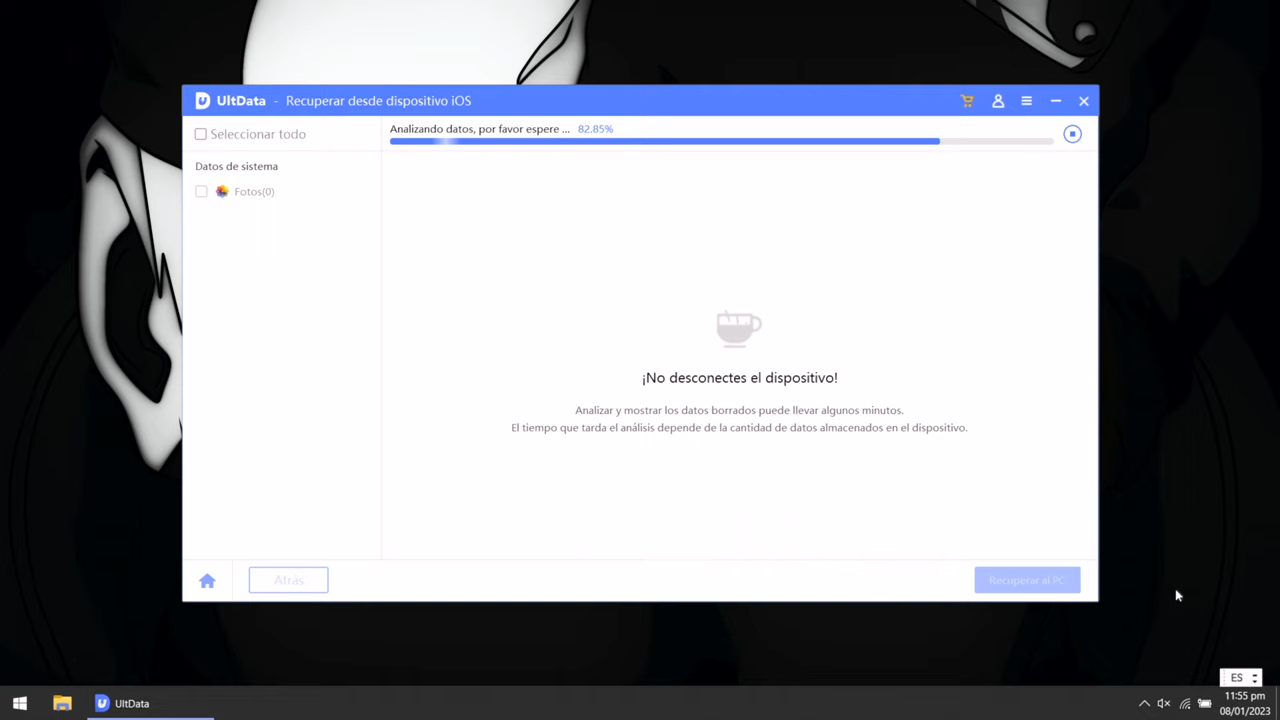 UltData - Recuperar desde dispositivo iOS
Seleccionar todo
Analizando datos, por favor espere ... 82.85%
Datos de sistema
Fotos(0)
¡No desconectes el dispositivo!
Analizar y mostrar los datos borrados puede llevar algunos minutos.
El tiempo que tarda el análisis depende de la cantidad de datos almacenados en el dispositivo.
Atrás
Recuperar al PC
ES
UltData
11:55 pm
08/01/2023